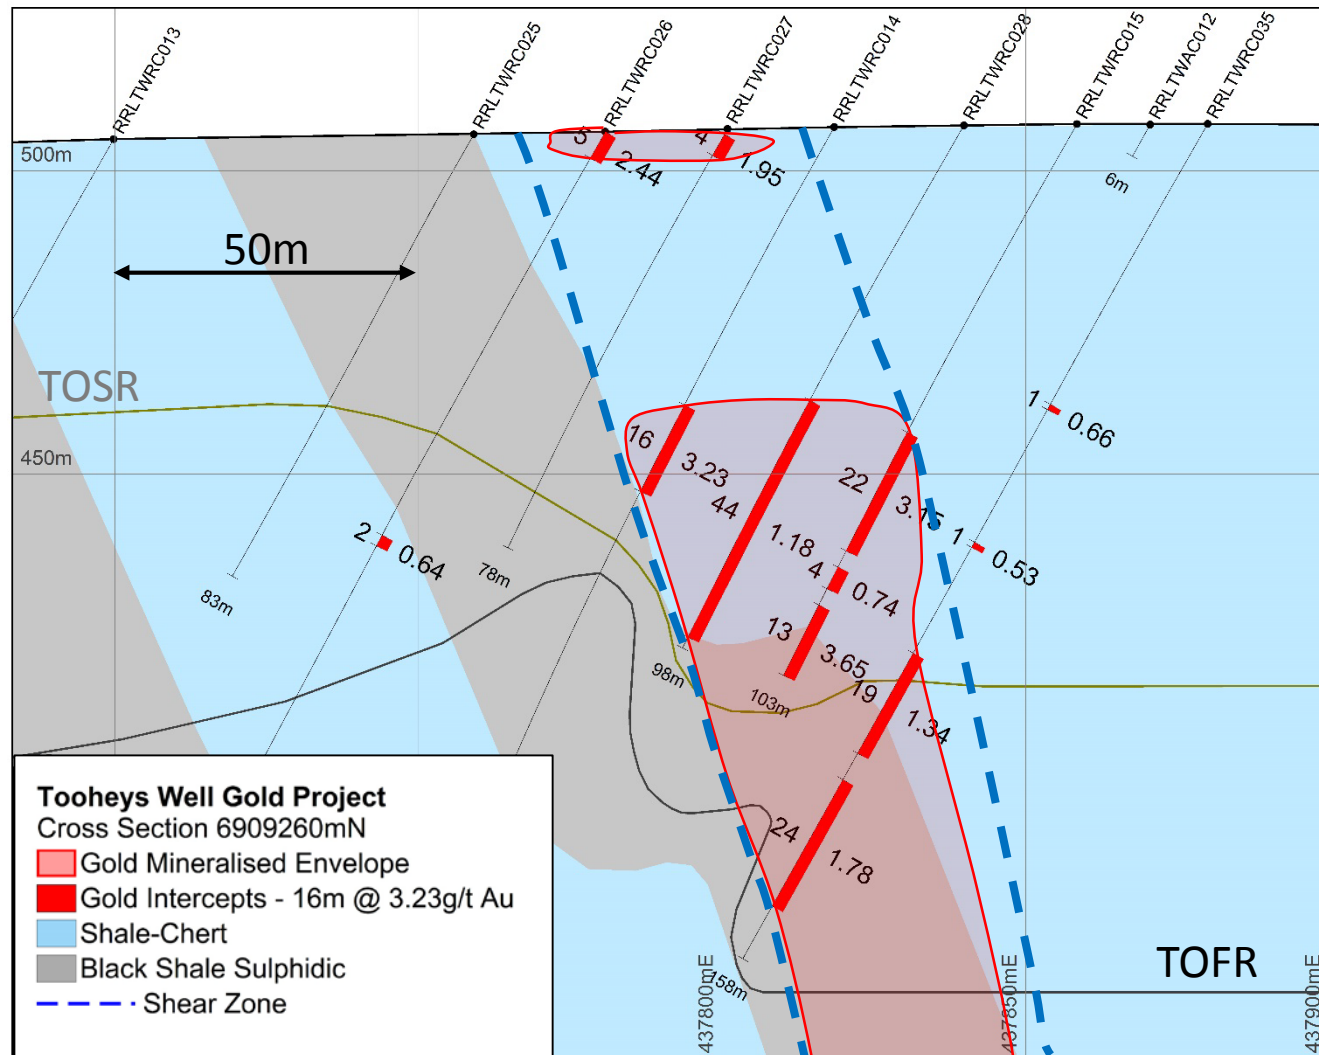 RRLTWRC013
RRLTWRC025
RRLTWRC026
RRLTWRC027
RRLTWRC014
RRLTWRC028
RRLTWRC015
RRLTWAC012
RRLTWRC035
500m
5
2.44
4
1.95
6m
50m
TOSR
450m
1
0.66
16
3.23
44
1.18
22
3.15
4
0.74
13
3.65
1
0.53
2
0.64
78m
83m
98m
103m
19
1.34
24
1.78
158m
TOFR
437800mE
437850mE
437900mE
Tooheys Well Gold Project
Cross Section 6909260mN
Gold Mineralised Envelope
Gold Intercepts - 16m @ 3.23g/t Au
Shale-Chert
Black Shale Sulphidic
Shear Zone